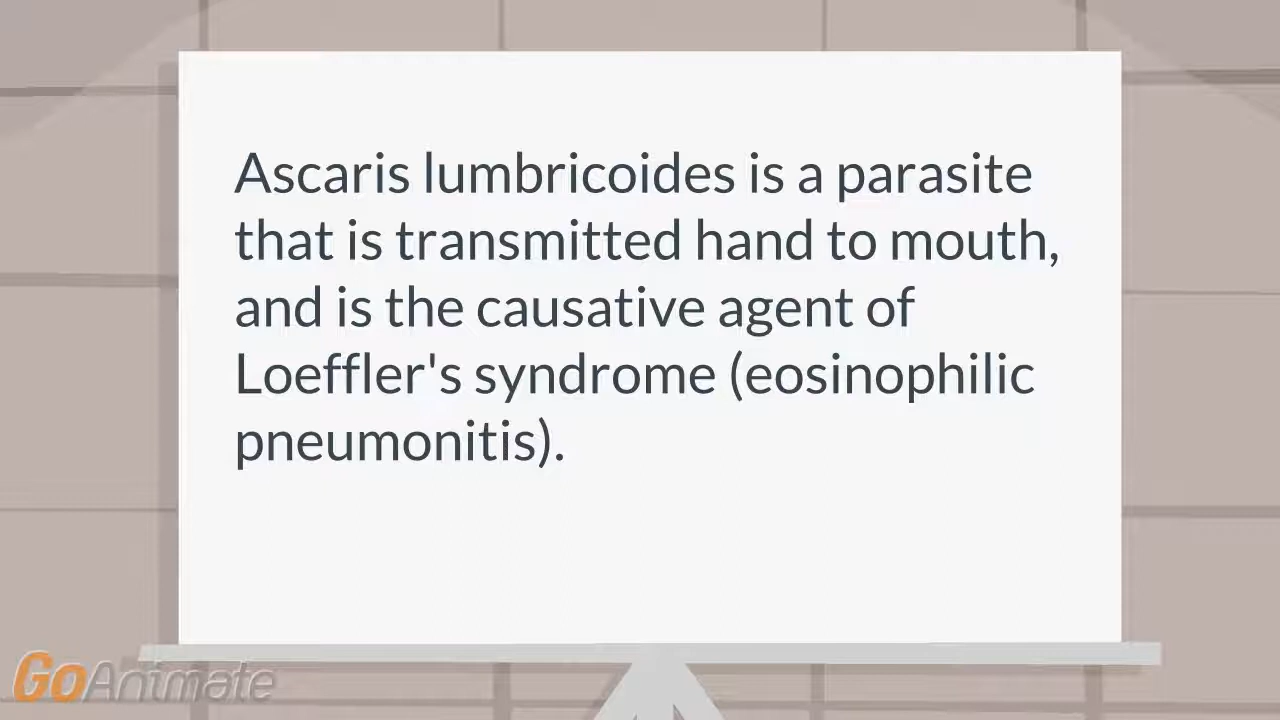 Ascaris lumbricoides is a parasite
that is transmitted hand to mouth,
and is the causative agent of
Loeffler's syndrome (eosinophilic
pneumonitis).
GoAnimate